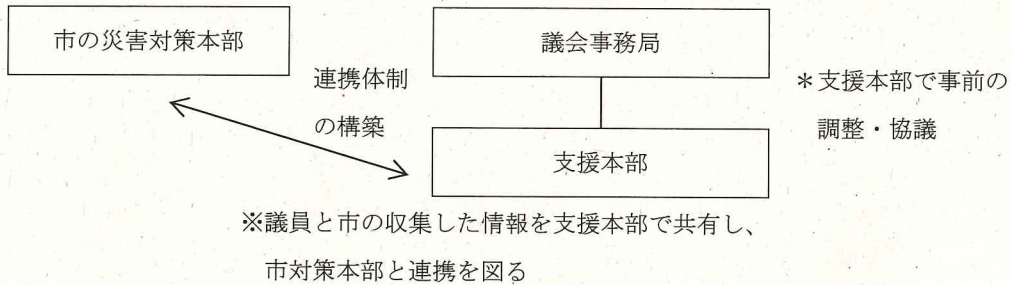 市の災害対策本部
議会事務局
連携体制
の構築
＊支援本部で事前の
調整・協議
支援本部
※議員と市の収集した情報を支援本部で共有し、
市対策本部と連携を図る